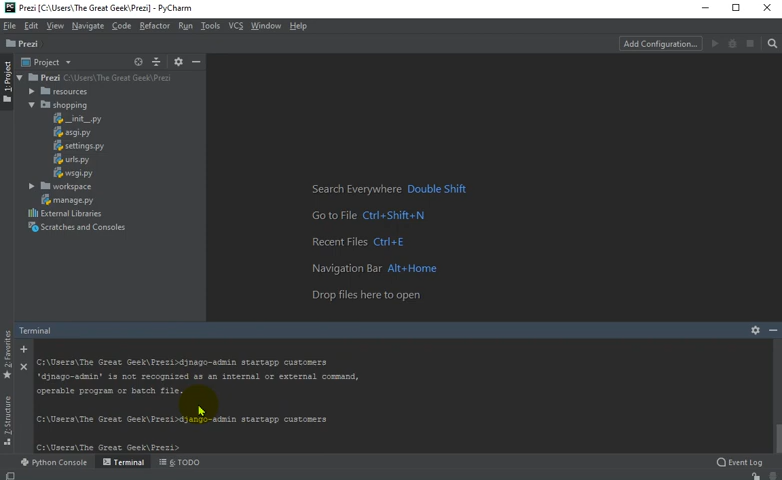 Prezi [C:\Users\The Great Geek\Prezi] - PyCharm
File Edit View Navigate Code Refactor Run Tools VCS Window Help
Prezi
Add Configuration...
1: Project
Project
Prezi C:\Users\The Great Geek\Prezi
resources
shopping
__init__.py
asgi.py
settings.py
urls.py
wsgi.py
workspace
manage.py
External Libraries
Scratches and Consoles
Search Everywhere Double Shift
Go to File Ctrl+Shift+N
Recent Files Ctrl+E
Navigation Bar Alt+Home
Drop files here to open
2: Favorites
7: Structure
Terminal
C:\Users\The Great Geek\Prezi>djnago-admin startapp customers
'djnago-admin' is not recognized as an internal or external command,
operable program or batch file.
C:\Users\The Great Geek\Prezi>django-admin startapp customers
C:\Users\The Great Geek\Prezi>
Python Console Terminal 6: TODO Event Log